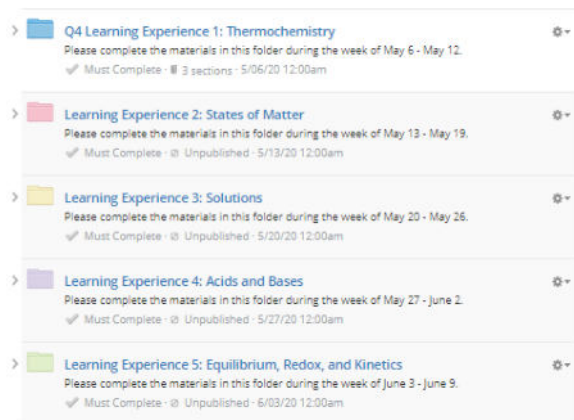 Q4 Learning Experience 1: Thermochemistry
Please complete the materials in this folder during the week of May 6 - May 12.
Must Complete · 3 sections · 5/06/20 12:00am
Learning Experience 2: States of Matter
Please complete the materials in this folder during the week of May 13 - May 19.
Must Complete · Unpublished · 5/13/20 12:00am
Learning Experience 3: Solutions
Please complete the materials in this folder during the week of May 20 - May 26.
Must Complete · Unpublished · 5/20/20 12:00am
Learning Experience 4: Acids and Bases
Please complete the materials in this folder during the week of May 27 - June 2.
Must Complete · Unpublished · 5/27/20 12:00am
Learning Experience 5: Equilibrium, Redox, and Kinetics
Please complete the materials in this folder during the week of June 3 - June 9.
Must Complete · Unpublished · 6/03/20 12:00am